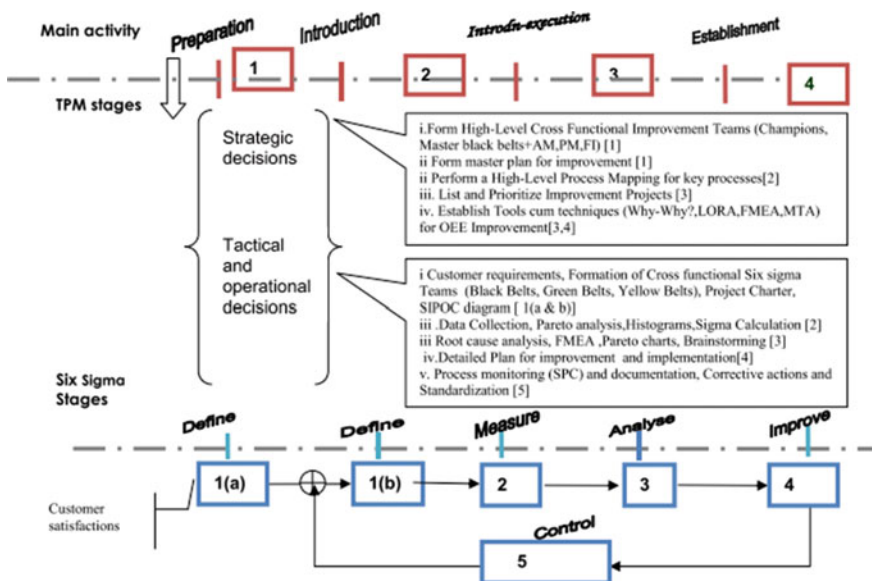 Main activity
Preparation
Introduction
Introdn-execution
Establishment
1
2
3
4
TPM stages
Strategic
decisions
i.Form High-Level Cross Functional Improvement Teams (Champions,
Master black belts+AM,PM,FI) [1]
ii Form master plan for improvement [1]
ii Perform a High-Level Process Mapping for key processes[2]
iii. List and Prioritize Improvement Projects [3]
iv. Establish Tools cum techniques (Why-Why?,LORA,FMEA,MTA)
for OEE Improvement[3,4]
Tactical
and
operational
decisions
i Customer requirements, Formation of Cross functional Six sigma
Teams (Black Belts, Green Belts, Yellow Belts), Project Charter,
SIPOC diagram [ 1(a & b)]
iii .Data Collection, Pareto analysis,Histograms,Sigma Calculation [2]
iii Root cause analysis, FMEA ,Pareto charts, Brainstorming [3]
iv.Detailed Plan for improvement and implementation[4]
v. Process monitoring (SPC) and documentation, Corrective actions and
Standardization [5]
Six Sigma
Stages
Define
Define
Measure
Analyse
Improve
1(a)
1(b)
2
3
4
Customer
satisfactions
Control
5